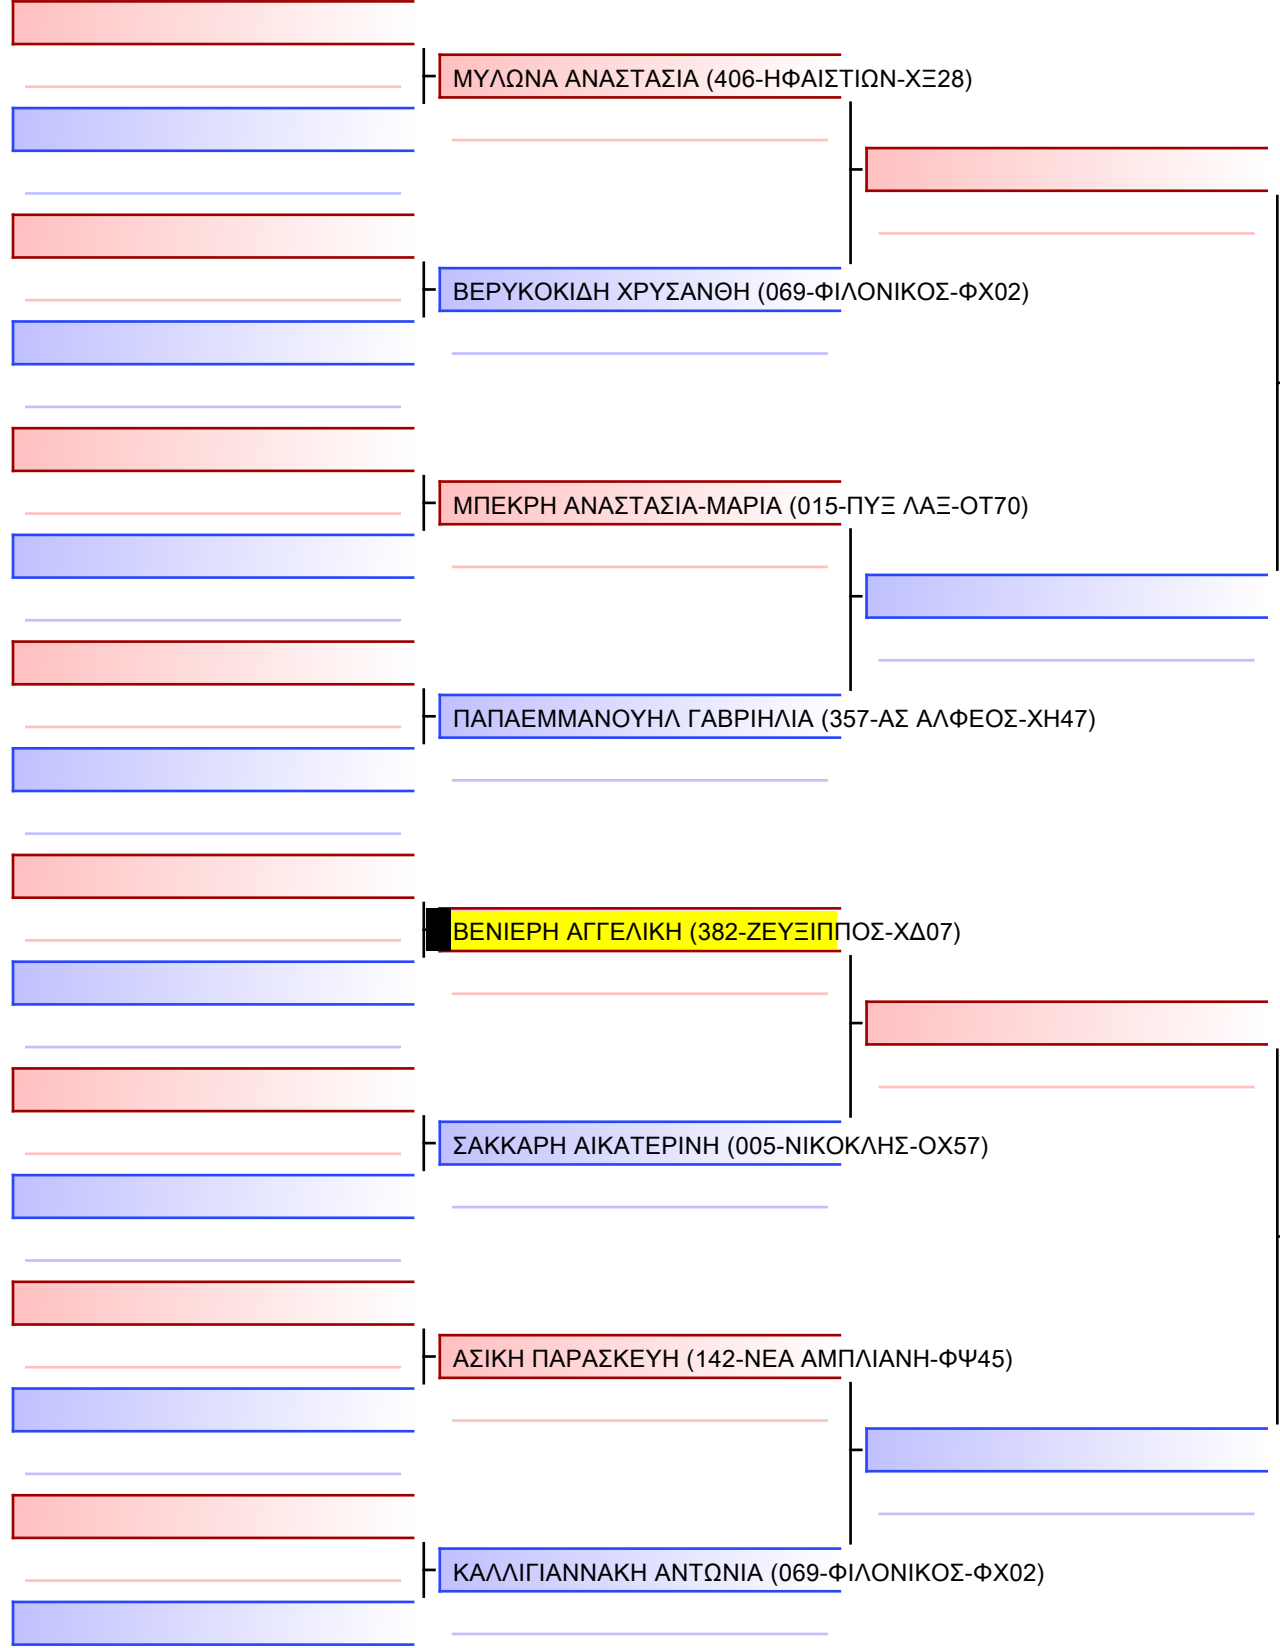 ΜΥΛΩΝΑ ΑΝΑΣΤΑΣΙΑ (406-ΗΦΑΙΣΤΙΩΝ-ΧΞ28)
ΒΕΡΥΚΟΚΙΔΗ ΧΡΥΣΑΝΘΗ (069-ΦΙΛΟΝΙΚΟΣ-ΦΧ02)
ΜΠΕΚΡΗ ΑΝΑΣΤΑΣΙΑ-ΜΑΡΙΑ (015-ΠΥΞ ΛΑΞ-ΟΤ70)
ΠΑΠΑΕΜΜΑΝΟΥΗΛ ΓΑΒΡΙΗΛΙΑ (357-ΑΣ ΑΛΦΕΟΣ-ΧΗ47)
ΒΕΝΙΕΡΗ ΑΓΓΕΛΙΚΗ (382-ΖΕΥΞΙΠΠΟΣ-ΧΔ07)
ΣΑΚΚΑΡΗ ΑΙΚΑΤΕΡΙΝΗ (005-ΝΙΚΟΚΛΗΣ-ΟΧ57)
ΑΣΙΚΗ ΠΑΡΑΣΚΕΥΗ (142-ΝΕΑ ΑΜΠΛΙΑΝΗ-ΦΨ45)
ΚΑΛΛΙΓΙΑΝΝΑΚΗ ΑΝΤΩΝΙΑ (069-ΦΙΛΟΝΙΚΟΣ-ΦΧ02)